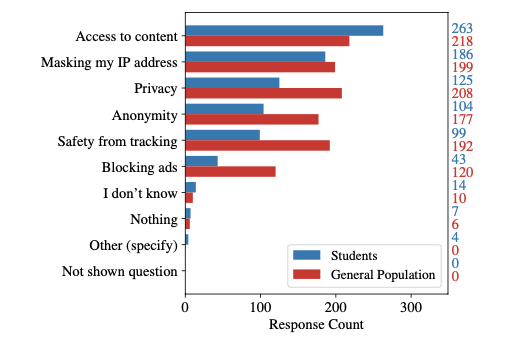 Access to content 263
218
Masking my IP address 186
199
Privacy 125
208
Anonymity 104
177
Safety from tracking 99
192
Blocking ads 43
120
I don't know 14
10
Nothing 7
6
Other (specify) 4
0
Not shown question 0
0
Students
General Population
0 100 200 300
Response Count